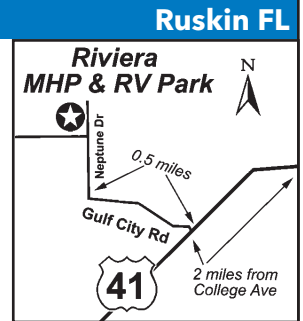 Ruskin FL
Riviera
MHP & RV Park
N
Neptune Dr
0.5 miles
Gulf City Rd
41
2 miles from
College Ave